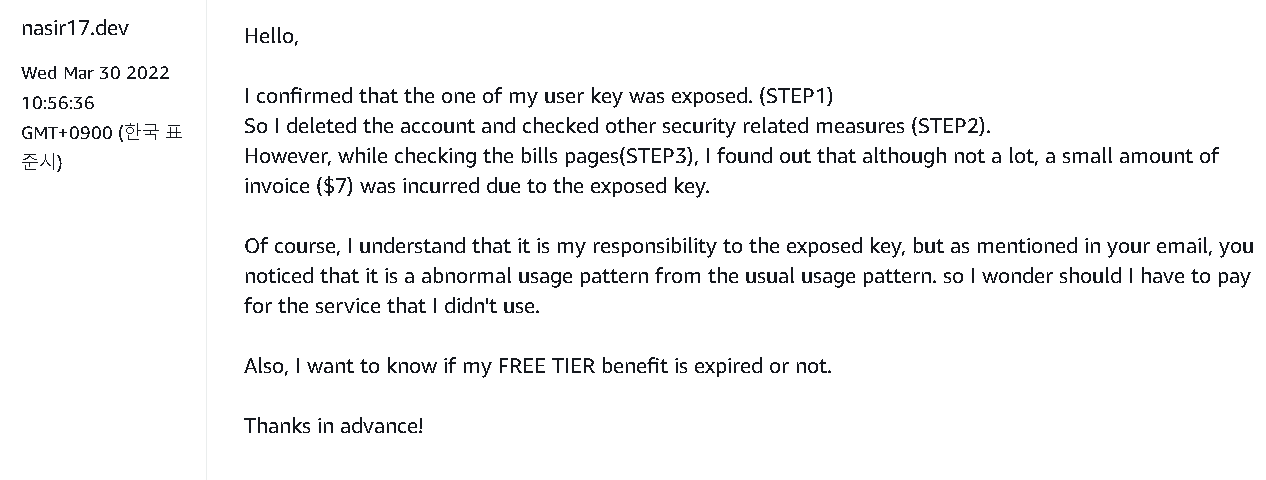 nasir17.dev
Wed Mar 30 2022
10:56:36
GMT+0900 (한국 표
준시)
Hello,
I confirmed that the one of my user key was exposed. (STEP1)
So I deleted the account and checked other security related measures (STEP2).
However, while checking the bills pages(STEP3), I found out that although not a lot, a small amount of
invoice ($7) was incurred due to the exposed key.
Of course, I understand that it is my responsibility to the exposed key, but as mentioned in your email, you
noticed that it is a abnormal usage pattern from the usual usage pattern. so I wonder should I have to pay
for the service that I didn't use.
Also, I want to know if my FREE TIER benefit is expired or not.
Thanks in advance!